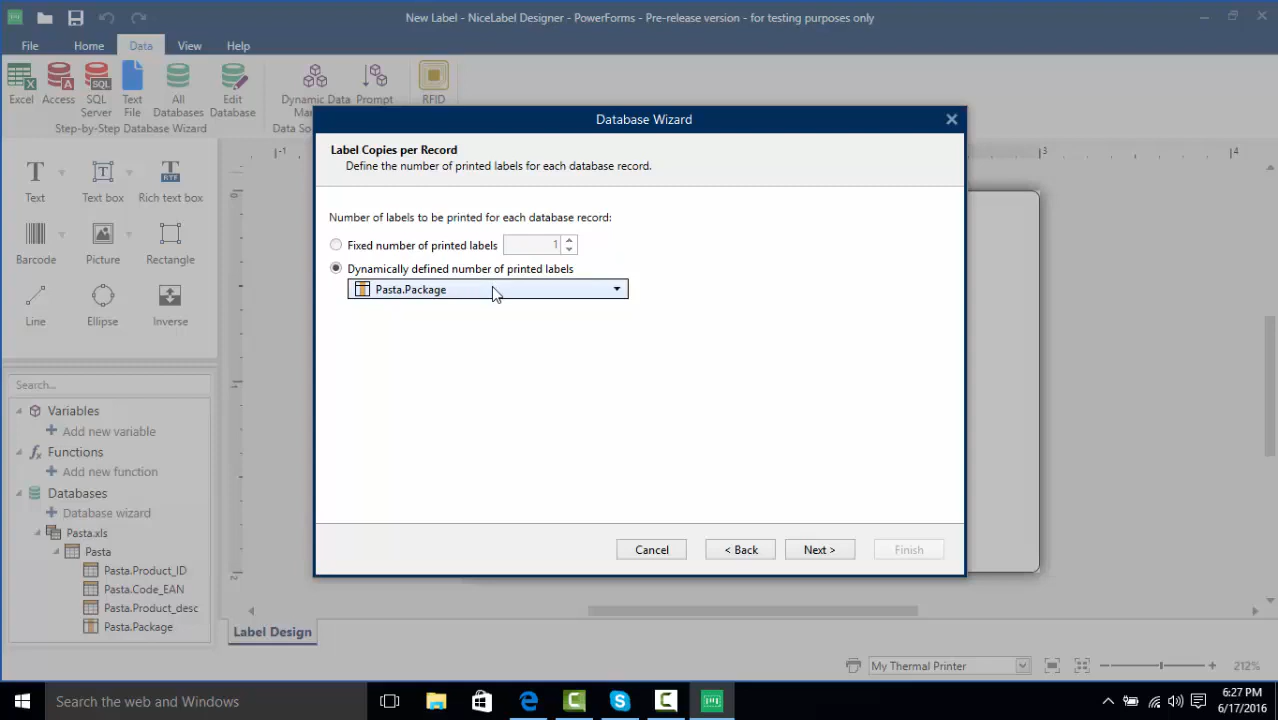 New Label - NiceLabel Designer - PowerForms - Pre-release version - for testing purposes only
File Home Data View Help
Excel Access SQL Server Text File All Databases Edit Database Dynamic Data Prompt RFID
Step-by-Step Database Wizard
Database Wizard
Label Copies per Record
Define the number of printed labels for each database record.
Number of labels to be printed for each database record:
Fixed number of printed labels 1
Dynamically defined number of printed labels
Pasta.Package
Cancel < Back Next > Finish
Text Text box Rich text box
Barcode Picture Rectangle
Line Ellipse Inverse
Search...
Variables
Add new variable
Functions
Add new function
Databases
Database wizard
Pasta.xls
Pasta
Pasta.Product_ID
Pasta.Code_EAN
Pasta.Product_desc
Pasta.Package
Label Design
My Thermal Printer 212%
Search the web and Windows
6:27 PM
6/17/2016